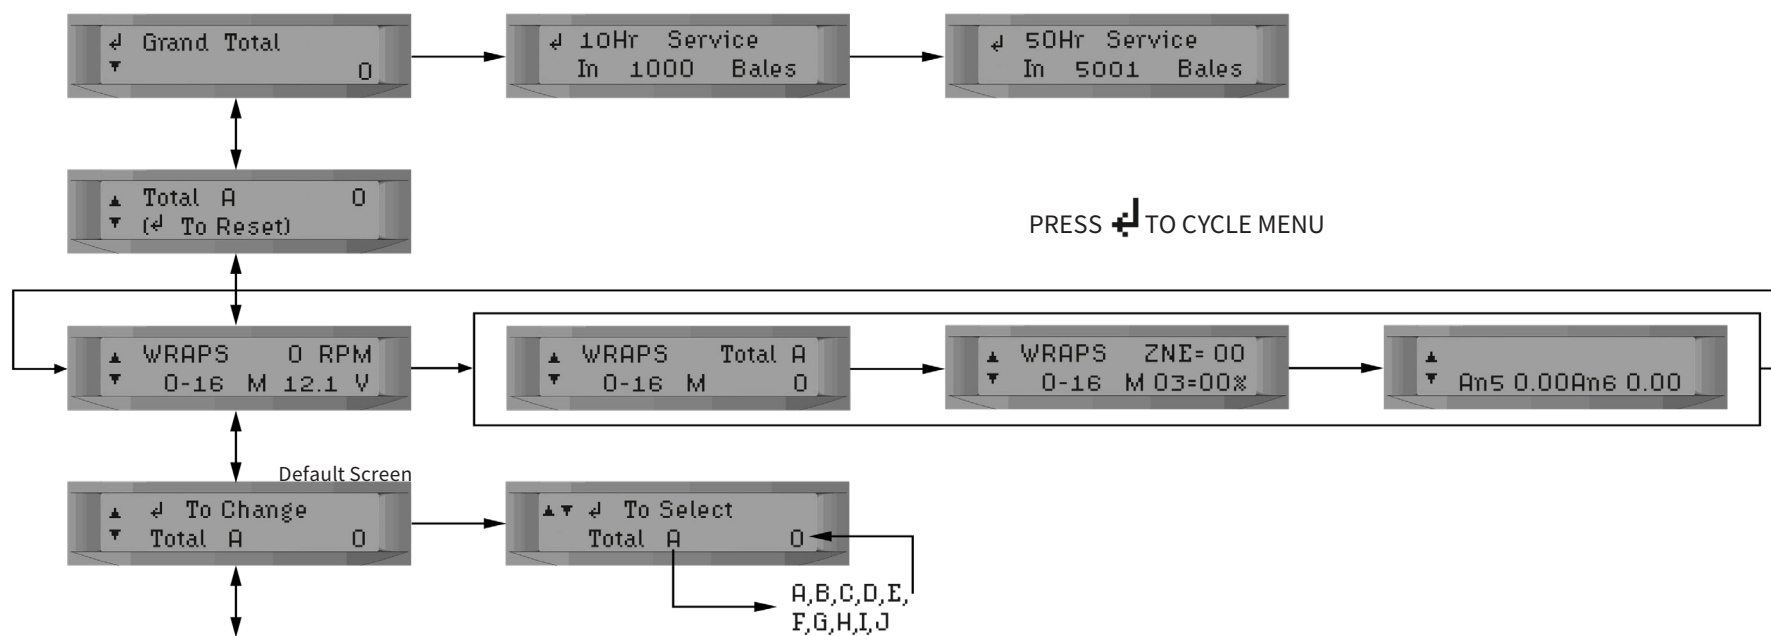 ↲ Grand Total
▼ 0
↲ 10Hr Service
In 1000 Bales
↲ 50Hr Service
In 5001 Bales
▲ Total A 0
▼ (↲ To Reset)
PRESS ↲ TO CYCLE MENU
▲ WRAPS 0 RPM
▼ 0-16 M 12.1 V
▲ WRAPS Total A
▼ 0-16 M 0
▲ WRAPS ZNE= 00
▼ 0-16 M 03=00%
▲
▼ An5 0.00An6 0.00
Default Screen
▲ ↲ To Change
▼ Total A 0
▲▼ ↲ To Select
Total A 0
A,B,C,D,E,
F,G,H,I,J